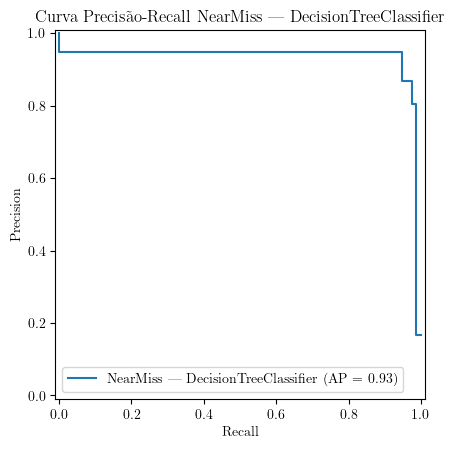 Curva Precisão-Recall NearMiss — DecisionTreeClassifier
1.0
0.8
0.6
0.4
0.2
0.0
Precision
NearMiss — DecisionTreeClassifier (AP = 0.93)
0.0 0.2 0.4 0.6 0.8 1.0
Recall